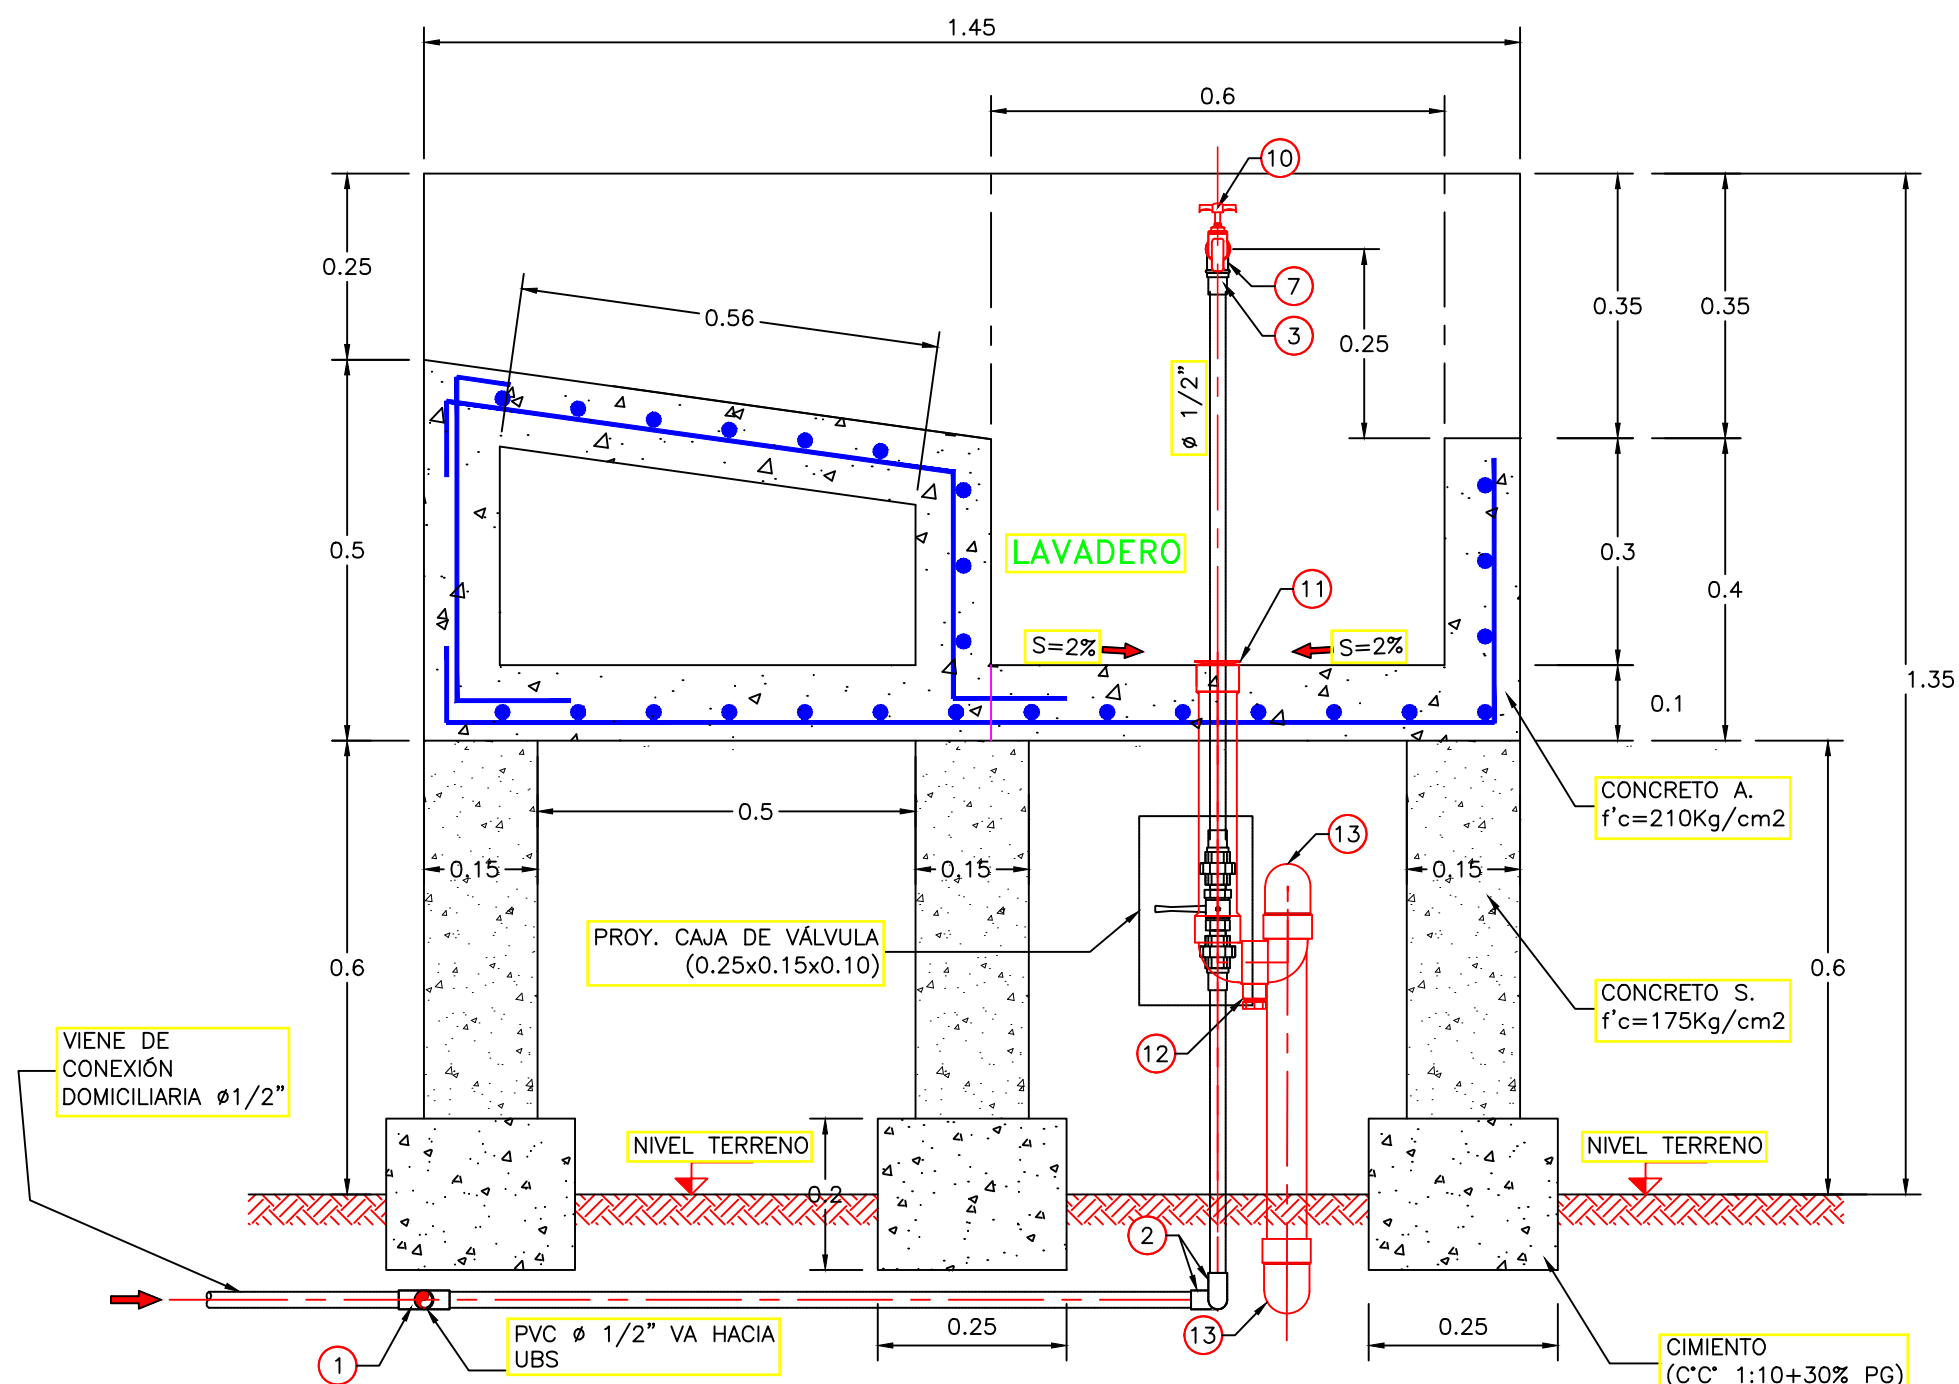 1.45
0.6
10
0.25
0.56
7
3
0.25
0.35
0.35
ø 1/2"
0.5
LAVADERO
0.3
0.4
11
S=2%
S=2%
0.1
1.35
CONCRETO A.
f'c=210Kg/cm2
0.5
13
0.15
0.15
0.15
PROY. CAJA DE VÁLVULA
(0.25x0.15x0.10)
0.6
0.6
CONCRETO S.
f'c=175Kg/cm2
VIENE DE
CONEXIÓN
DOMICILIARIA ø1/2"
12
NIVEL TERRENO
NIVEL TERRENO
0.2
2
PVC ø 1/2" VA HACIA
UBS
0.25
13
0.25
1
CIMIENTO
(C°C° 1:10+30% PG)